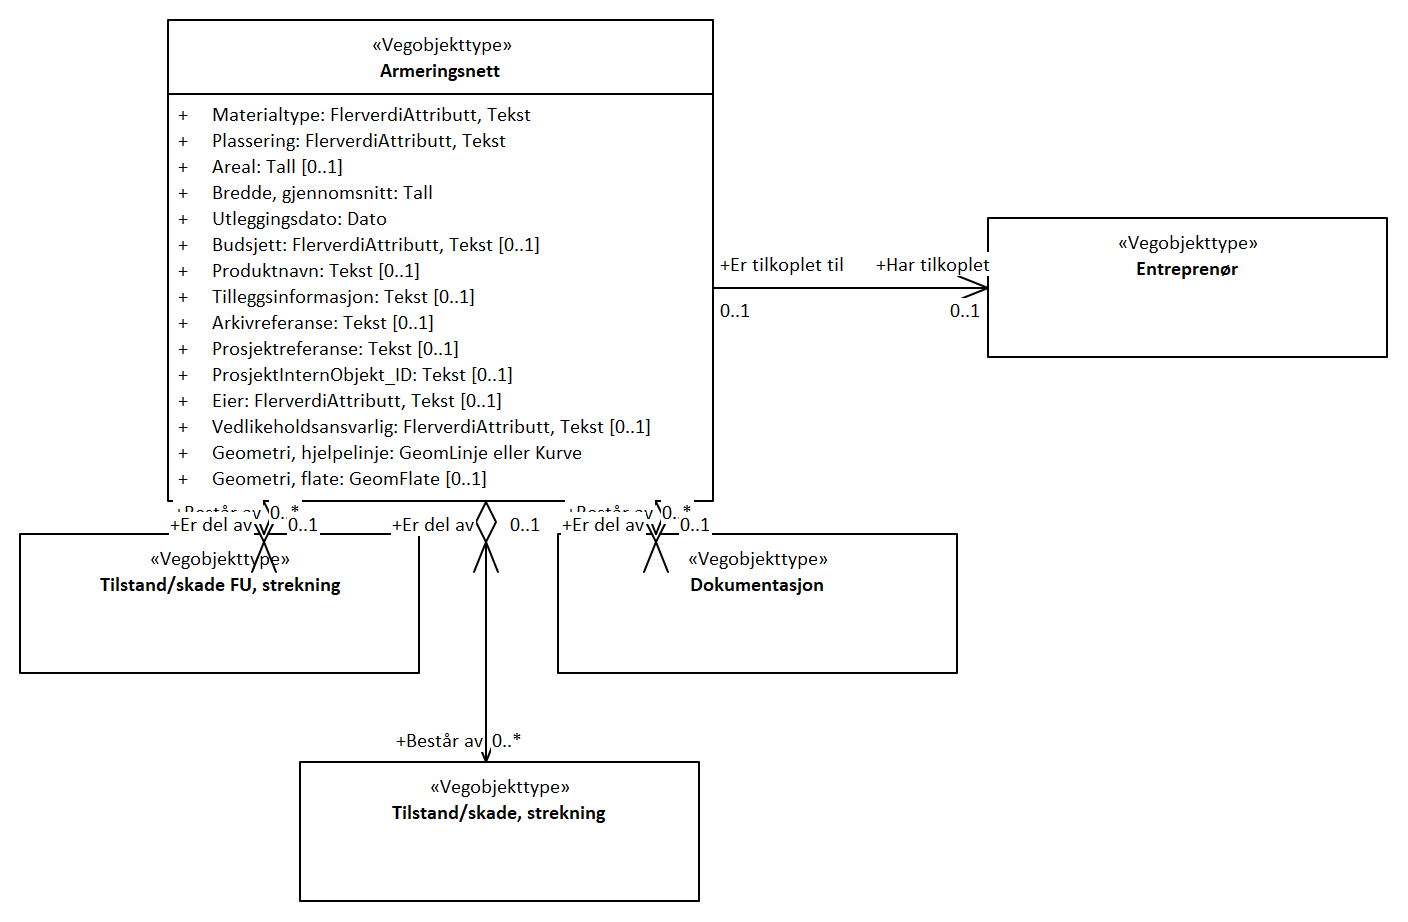 «Vegobjekttype»
Armeringsnett
+ Materialtype: FlerverdiAttributt, Tekst
+ Plassering: FlerverdiAttributt, Tekst
+ Areal: Tall [0..1]
+ Bredde, gjennomsnitt: Tall
+ Utleggingsdato: Dato
+ Budsjett: FlerverdiAttributt, Tekst [0..1]
+ Produktnavn: Tekst [0..1]
+ Tilleggsinformasjon: Tekst [0..1]
+ Arkivreferanse: Tekst [0..1]
+ Prosjektreferanse: Tekst [0..1]
+ ProsjektInternObjekt_ID: Tekst [0..1]
+ Eier: FlerverdiAttributt, Tekst [0..1]
+ Vedlikeholdsansvarlig: FlerverdiAttributt, Tekst [0..1]
+ Geometri, hjelpelinje: GeomLinje eller Kurve
+ Geometri, flate: GeomFlate [0..1]
+Er tilkoplet til +Har tilkoplet
0..1 0..1
«Vegobjekttype»
Entreprenør
+Består av 0..* +Består av 0..*
+Er del av 0..1 +Er del av 0..1 +Er del av 0..1
«Vegobjekttype»
Tilstand/skade FU, strekning
«Vegobjekttype»
Dokumentasjon
+Består av 0..*
«Vegobjekttype»
Tilstand/skade, strekning